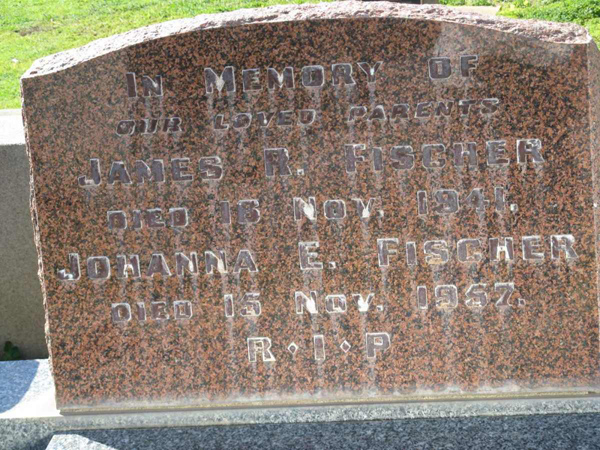 IN MEMORY OF
OUR LOVED PARENTS
JAMES R. FISCHER
DIED 16 NOV. 1941.
JOHANNA E. FISCHER
DIED 15 NOV. 1957.
R·I·P